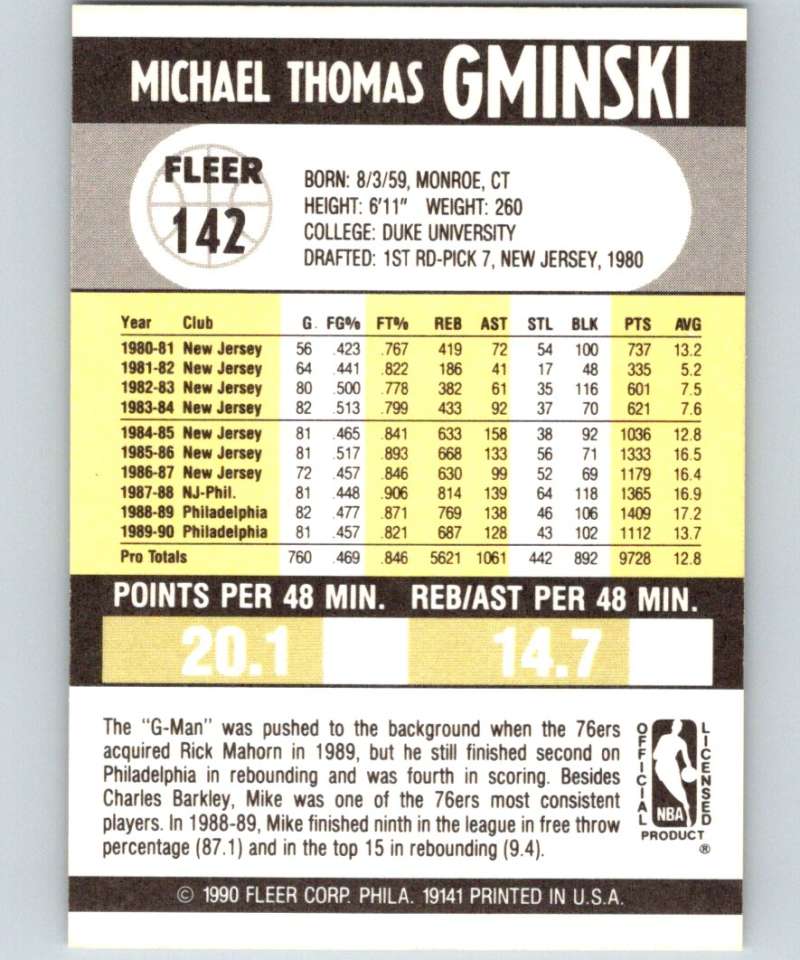 MICHAEL THOMAS GMINSKI
FLEER
142
BORN: 8/3/59, MONROE, CT
HEIGHT: 6'11" WEIGHT: 260
COLLEGE: DUKE UNIVERSITY
DRAFTED: 1ST RD-PICK 7, NEW JERSEY, 1980
Year Club G. FG% FT% REB AST STL BLK PTS AVG
1980-81 New Jersey 56 .423 .767 419 72 54 100 737 13.2
1981-82 New Jersey 64 .441 .822 186 41 17 48 335 5.2
1982-83 New Jersey 80 .500 .778 382 61 35 116 601 7.5
1983-84 New Jersey 82 .513 .799 433 92 37 70 621 7.6
1984-85 New Jersey 81 .465 .841 633 158 38 92 1036 12.8
1985-86 New Jersey 81 .517 .893 668 133 56 71 1333 16.5
1986-87 New Jersey 72 .457 .846 630 99 52 69 1179 16.4
1987-88 NJ-Phil. 81 .448 .906 814 139 64 118 1365 16.9
1988-89 Philadelphia 82 .477 .871 769 138 46 106 1409 17.2
1989-90 Philadelphia 81 .457 .821 687 128 43 102 1112 13.7
Pro Totals 760 .469 .846 5621 1061 442 892 9728 12.8
POINTS PER 48 MIN. REB/AST PER 48 MIN.
20.1 14.7
The "G-Man" was pushed to the background when the 76ers
acquired Rick Mahorn in 1989, but he still finished second on
Philadelphia in rebounding and was fourth in scoring. Besides
Charles Barkley, Mike was one of the 76ers most consistent
players. In 1988-89, Mike finished ninth in the league in free throw
percentage (87.1) and in the top 15 in rebounding (9.4).
OFFICIAL
LICENSED
NBA
PRODUCT
®
© 1990 FLEER CORP. PHILA. 19141 PRINTED IN U.S.A.